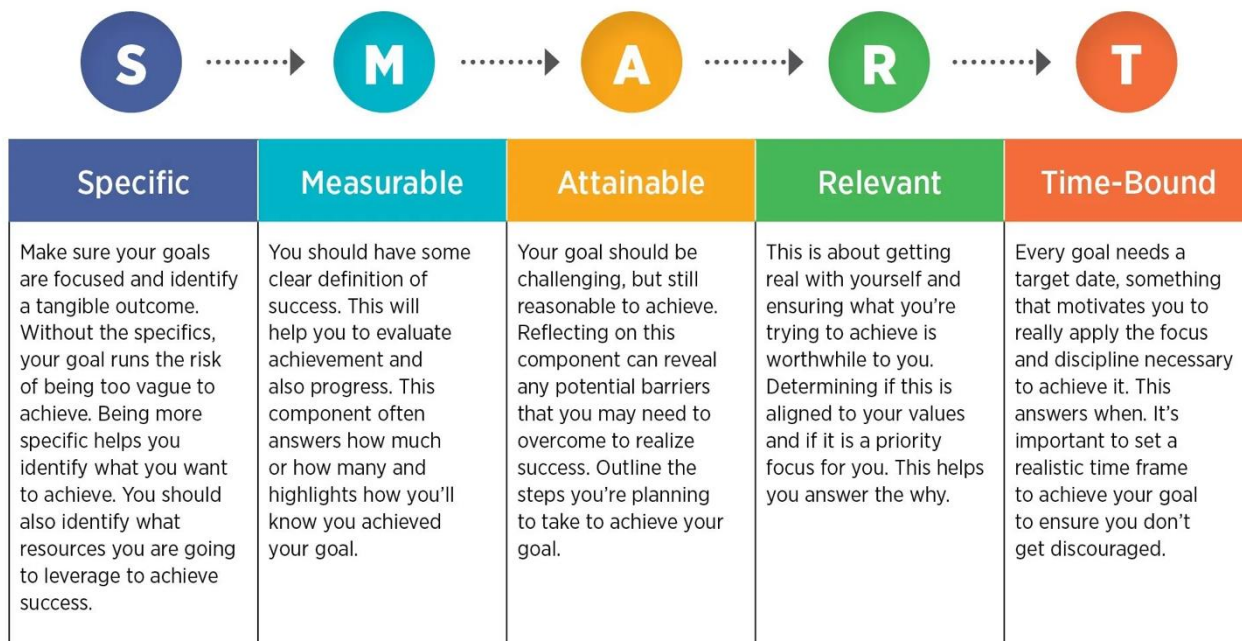 S
M
A
R
T
Specific
Measurable
Attainable
Relevant
Time-Bound
Make sure your goals
are focused and identify
a tangible outcome.
Without the specifics,
your goal runs the risk
of being too vague to
achieve. Being more
specific helps you
identify what you want
to achieve. You should
also identify what
resources you are going
to leverage to achieve
success.
You should have some
clear definition of
success. This will
help you to evaluate
achievement and
also progress. This
component often
answers how much
or how many and
highlights how you’ll
know you achieved
your goal.
Your goal should be
challenging, but still
reasonable to achieve.
Reflecting on this
component can reveal
any potential barriers
that you may need to
overcome to realize
success. Outline the
steps you’re planning
to take to achieve your
goal.
This is about getting
real with yourself and
ensuring what you’re
trying to achieve is
worthwhile to you.
Determining if this is
aligned to your values
and if it is a priority
focus for you. This helps
you answer the why.
Every goal needs a
target date, something
that motivates you to
really apply the focus
and discipline necessary
to achieve it. This
answers when. It’s
important to set a
realistic time frame
to achieve your goal
to ensure you don’t
get discouraged.